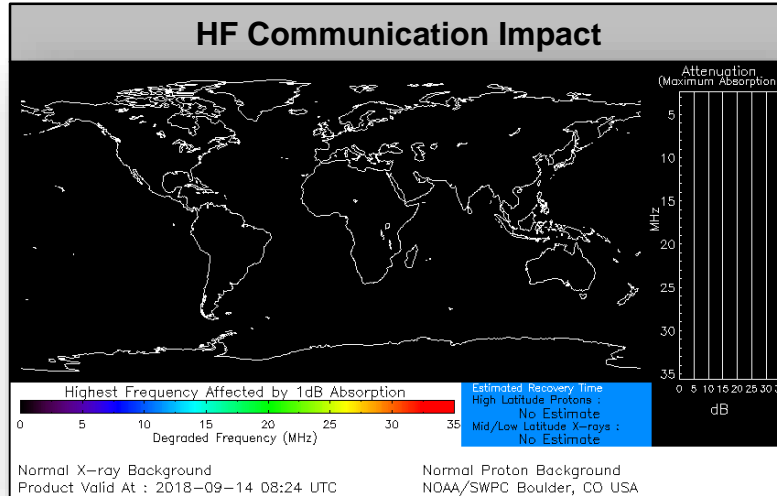 HF Communication Impact
Attenuation
(Maximum Absorption
5
10
15
20
25
30
35
MHz
0 5 10 15 20 25 30
dB
Highest Frequency Affected by 1dB Absorption
0 5 10 15 20 25 30 35
Degraded Frequency (MHz)
Estimated Recovery Time
High Latitude Protons :
No Estimate
Mid/Low Latitude X-rays :
No Estimate
Normal X-ray Background
Product Valid At : 2018-09-14 08:24 UTC
Normal Proton Background
NOAA/SWPC Boulder, CO USA